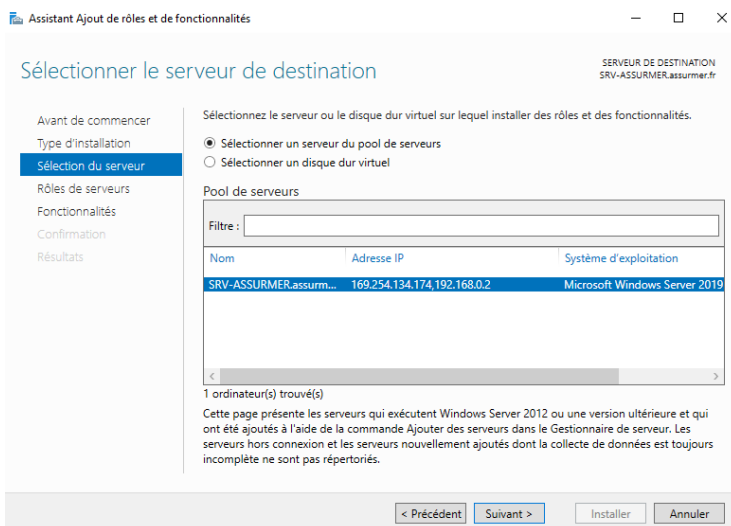 Assistant Ajout de rôles et de fonctionnalités
Sélectionner le serveur de destination
SERVEUR DE DESTINATION
SRV-ASSURMER.assurmer.fr
Avant de commencer
Type d'installation
Sélection du serveur
Rôles de serveurs
Fonctionnalités
Confirmation
Résultats
Sélectionnez le serveur ou le disque dur virtuel sur lequel installer des rôles et des fonctionnalités.
Sélectionner un serveur du pool de serveurs
Sélectionner un disque dur virtuel
Pool de serveurs
Filtre :
Nom Adresse IP Système d'exploitation
SRV-ASSURMER.assurm... 169.254.134.174,192.168.0.2 Microsoft Windows Server 2019
1 ordinateur(s) trouvé(s)
Cette page présente les serveurs qui exécutent Windows Server 2012 ou une version ultérieure et qui
ont été ajoutés à l'aide de la commande Ajouter des serveurs dans le Gestionnaire de serveur. Les
serveurs hors connexion et les serveurs nouvellement ajoutés dont la collecte de données est toujours
incomplète ne sont pas répertoriés.
< Précédent Suivant > Installer Annuler